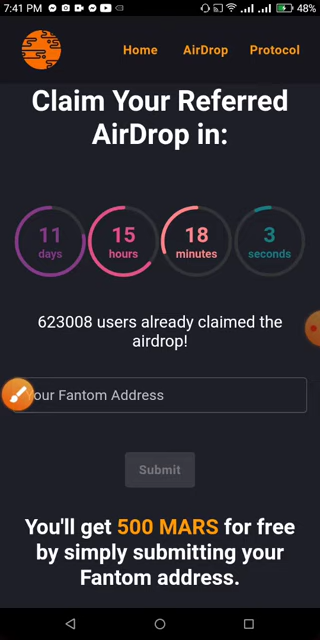 7:41 PM 48%
Home AirDrop Protocol
Claim Your Referred
AirDrop in:
11 15 18 3
days hours minutes seconds
623008 users already claimed the
airdrop!
Your Fantom Address
Submit
You'll get 500 MARS for free
by simply submitting your
Fantom address.